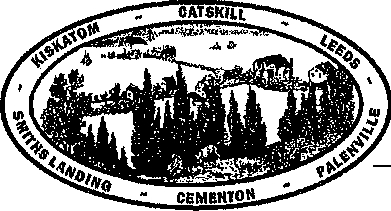 KISKATOM ~ CATSKILL ~ LEEDS ~
~ SMITHS LANDING ~ CEMENTON ~ PALENVILLE